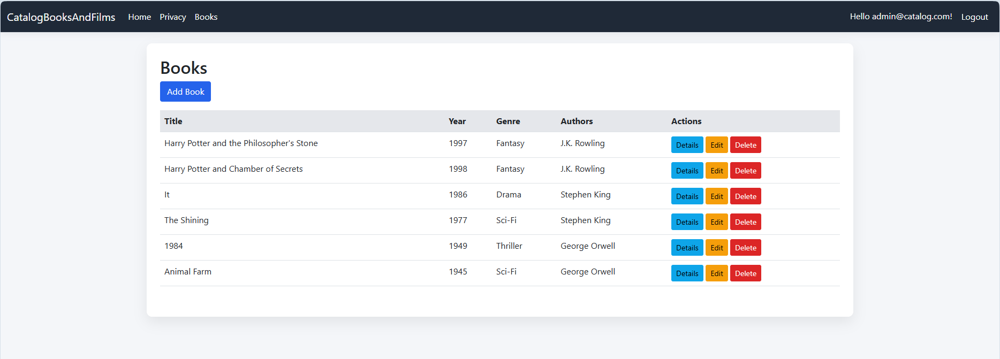 CatalogBooksAndFilms Home Privacy Books Hello admin@catalog.com! Logout
Books
Add Book
Title Year Genre Authors Actions
Harry Potter and the Philosopher's Stone 1997 Fantasy J.K. Rowling Details Edit Delete
Harry Potter and Chamber of Secrets 1998 Fantasy J.K. Rowling Details Edit Delete
It 1986 Drama Stephen King Details Edit Delete
The Shining 1977 Sci-Fi Stephen King Details Edit Delete
1984 1949 Thriller George Orwell Details Edit Delete
Animal Farm 1945 Sci-Fi George Orwell Details Edit Delete